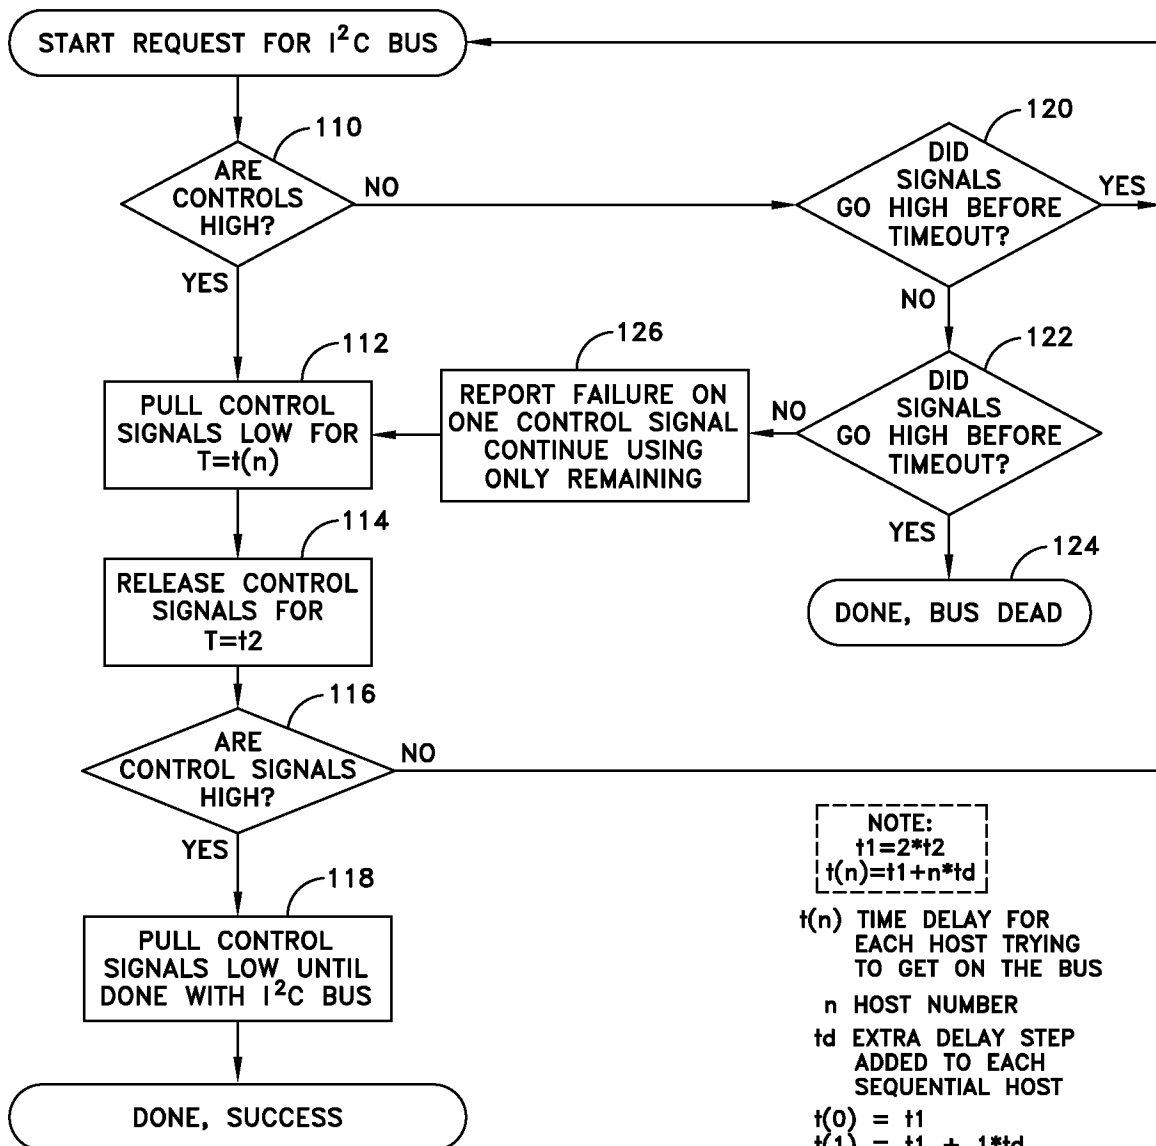 START REQUEST FOR I²C BUS
110
ARE
CONTROLS
HIGH?
NO
YES
120
DID
SIGNALS
GO HIGH BEFORE
TIMEOUT?
YES
NO
112
PULL CONTROL
SIGNALS LOW FOR
T=t(n)
126
REPORT FAILURE ON
ONE CONTROL SIGNAL
CONTINUE USING
ONLY REMAINING
122
DID
SIGNALS
GO HIGH BEFORE
TIMEOUT?
NO
YES
114
RELEASE CONTROL
SIGNALS FOR
T=t2
124
DONE, BUS DEAD
116
ARE
CONTROL SIGNALS
HIGH?
NO
YES
118
PULL CONTROL
SIGNALS LOW UNTIL
DONE WITH I²C BUS
DONE, SUCCESS
NOTE:
t1=2*t2
t(n)=t1+n*td
t(n) TIME DELAY FOR
EACH HOST TRYING
TO GET ON THE BUS
n HOST NUMBER
td EXTRA DELAY STEP
ADDED TO EACH
SEQUENTIAL HOST
t(0) = t1
t(1) = t1 + 1*td